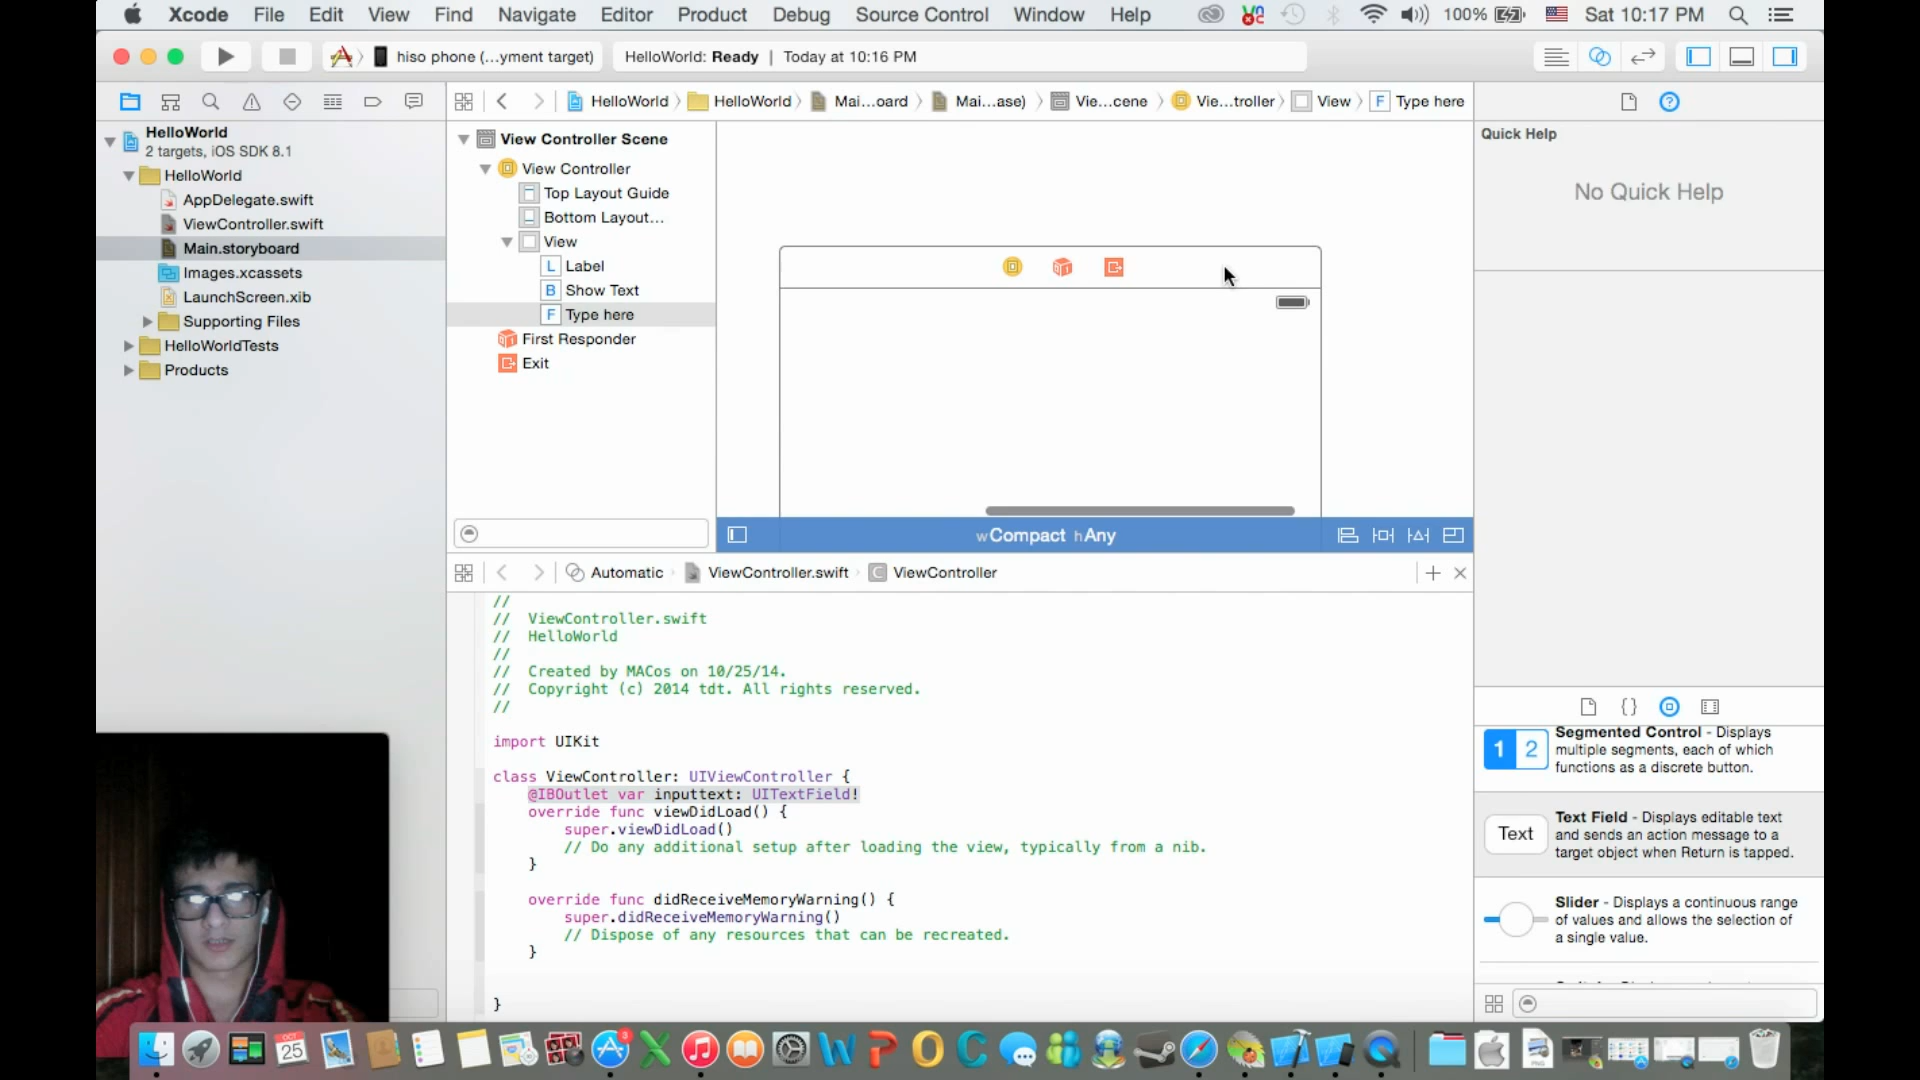 Xcode File Edit View Find Navigate Editor Product Debug Source Control Window Help 100% Sat 10:17 PM
hiso phone (...yment target) HelloWorld: Ready | Today at 10:16 PM
HelloWorld HelloWorld Mai...oard Mai...ase) Vie...cene Vie...troller View F Type here
HelloWorld
2 targets, iOS SDK 8.1
HelloWorld
AppDelegate.swift
ViewController.swift
Main.storyboard
Images.xcassets
LaunchScreen.xib
Supporting Files
HelloWorldTests
Products
View Controller Scene
View Controller
Top Layout Guide
Bottom Layout...
View
L Label
B Show Text
F Type here
First Responder
Exit
wCompact hAny
Quick Help
No Quick Help
Automatic ViewController.swift C ViewController
//
// ViewController.swift
// HelloWorld
//
// Created by MACos on 10/25/14.
// Copyright (c) 2014 tdt. All rights reserved.
//
import UIKit
class ViewController: UIViewController {
@IBOutlet var inputtext: UITextField!
override func viewDidLoad() {
super.viewDidLoad()
// Do any additional setup after loading the view, typically from a nib.
}
override func didReceiveMemoryWarning() {
super.didReceiveMemoryWarning()
// Dispose of any resources that can be recreated.
}
}
{}
1 2 Segmented Control - Displays
multiple segments, each of which
functions as a discrete button.
Text
Text Field - Displays editable text
and sends an action message to a
target object when Return is tapped.
Slider - Displays a continuous range
of values and allows the selection of
a single value.
OCT
25
3